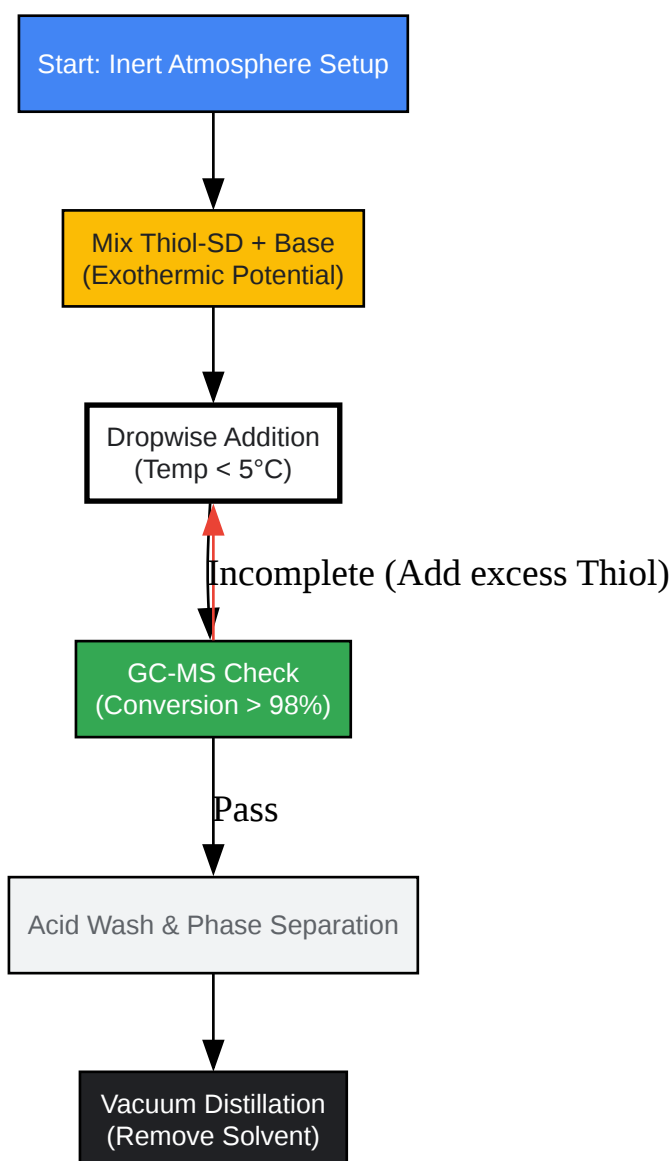 Start: Inert Atmosphere Setup
Mix Thiol-SD + Base
(Exothermic Potential)
Dropwise Addition
(Temp < 5°C)
Incomplete (Add excess Thiol)
GC-MS Check
(Conversion > 98%)
Pass
Acid Wash & Phase Separation
Vacuum Distillation
(Remove Solvent)